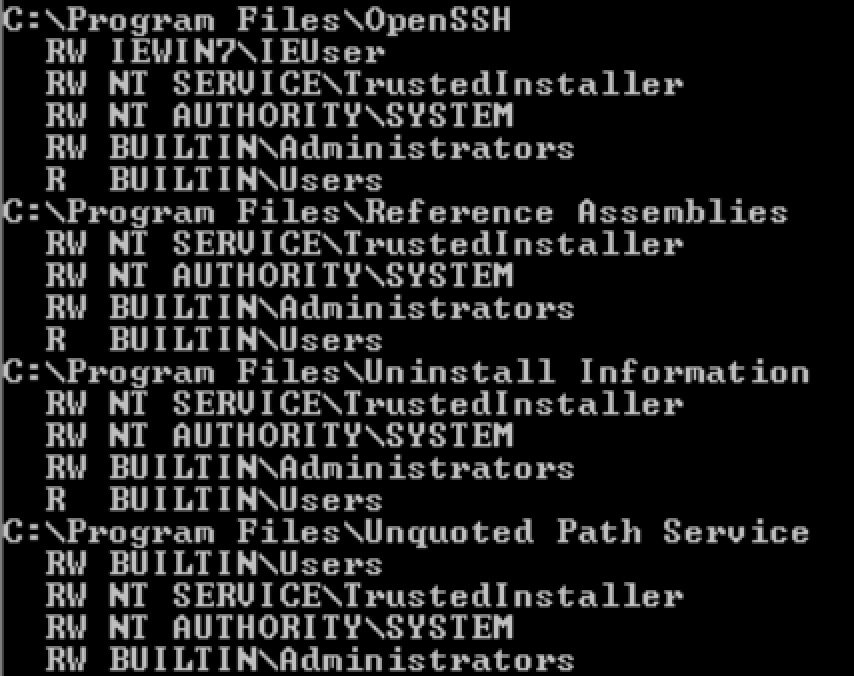 C:\Program Files\OpenSSH
  RW IEWIN7\IEUser
  RW NT SERVICE\TrustedInstaller
  RW NT AUTHORITY\SYSTEM
  RW BUILTIN\Administrators
  R  BUILTIN\Users
C:\Program Files\Reference Assemblies
  RW NT SERVICE\TrustedInstaller
  RW NT AUTHORITY\SYSTEM
  RW BUILTIN\Administrators
  R  BUILTIN\Users
C:\Program Files\Uninstall Information
  RW NT SERVICE\TrustedInstaller
  RW NT AUTHORITY\SYSTEM
  RW BUILTIN\Administrators
  R  BUILTIN\Users
C:\Program Files\Unquoted Path Service
  RW BUILTIN\Users
  RW NT SERVICE\TrustedInstaller
  RW NT AUTHORITY\SYSTEM
  RW BUILTIN\Administrators